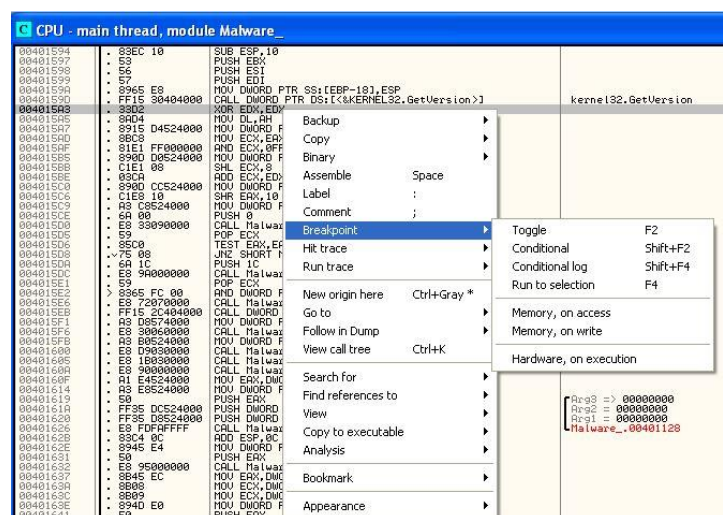 C CPU - main thread, module Malware_
00401594 . 83EC 10 SUB ESP,10
00401597 . 53 PUSH EBX
00401598 . 56 PUSH ESI
00401599 . 57 PUSH EDI
0040159A . 8965 E8 MOV DWORD PTR SS:[EBP-18],ESP
0040159D . FF15 30404000 CALL DWORD PTR DS:[<&KERNEL32.GetVersion>] kernel32.GetVersion
004015A3 . 33D2 XOR EDX,EDX
004015A5 . 8AD4 MOV DL,AH
004015A7 . 8915 D4524000 MOV DWORD P
004015AD . 8BC8 MOV ECX,EAX
004015AF . 81E1 FF000000 AND ECX,0FF
004015B5 . 890D D0524000 MOV DWORD P
004015BB . C1E1 08 SHL ECX,8
004015BE . 03CA ADD ECX,EDX
004015C0 . 890D CC524000 MOV DWORD P
004015C6 . C1E8 10 SHR EAX,10
004015C9 . A3 C8524000 MOV DWORD P
004015CE . 6A 00 PUSH 0
004015D0 . E8 33090000 CALL Malwar
004015D5 . 59 POP ECX
004015D6 . 85C0 TEST EAX,EA
004015D8 . 75 08 JNZ SHORT M
004015DA . 6A 1C PUSH 1C
004015DC . E8 9A000000 CALL Malwar
004015E1 . 59 POP ECX
004015E2 > 8365 FC 00 AND DWORD P
004015E6 . E8 72070000 CALL Malwar
004015EB . FF15 2C404000 CALL DWORD
004015F1 . A3 D8574000 MOV DWORD P
004015F6 . E8 30060000 CALL Malwar
004015FB . A3 B0524000 MOV DWORD P
00401600 . E8 D9030000 CALL Malwar
00401605 . E8 1B030000 CALL Malwar
0040160A . E8 90000000 CALL Malwar
0040160F . A1 E4524000 MOV EAX,DWO
00401614 . A3 E8524000 MOV DWORD P
00401619 . 50 PUSH EAX
0040161A . FF35 DC524000 PUSH DWORD
00401620 . FF35 D8524000 PUSH DWORD
00401626 . E8 FDFAFFFF CALL Malwar
0040162B . 83C4 0C ADD ESP,0C
0040162E . 8945 E4 MOV DWORD P
00401631 . 50 PUSH EAX
00401632 . E8 95000000 CALL Malwar
00401637 . 8B45 EC MOV EAX,DWO
0040163A . 8B08 MOV ECX,DWO
0040163C . 8B09 MOV ECX,DWO
0040163E . 894D E0 MOV DWORD P
00401641 . 50 PUSH EAX
Arg3 => 00000000
Arg2 = 00000000
Arg1 = 00000000
Malware_.00401128
Backup
Copy
Binary
Assemble Space
Label :
Comment ;
Breakpoint
Hit trace
Run trace
New origin here Ctrl+Gray *
Go to
Follow in Dump
View call tree Ctrl+K
Search for
Find references to
View
Copy to executable
Analysis
Bookmark
Appearance
Toggle F2
Conditional Shift+F2
Conditional log Shift+F4
Run to selection F4
Memory, on access
Memory, on write
Hardware, on execution